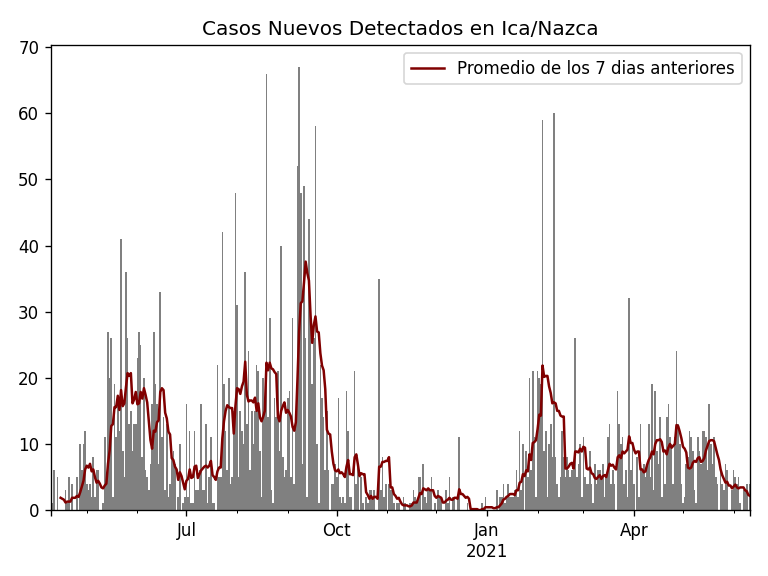 Casos Nuevos Detectados en Ica/Nazca
Promedio de los 7 dias anteriores
70
60
50
40
30
20
10
0
Jul
Oct
Jan
2021
Apr